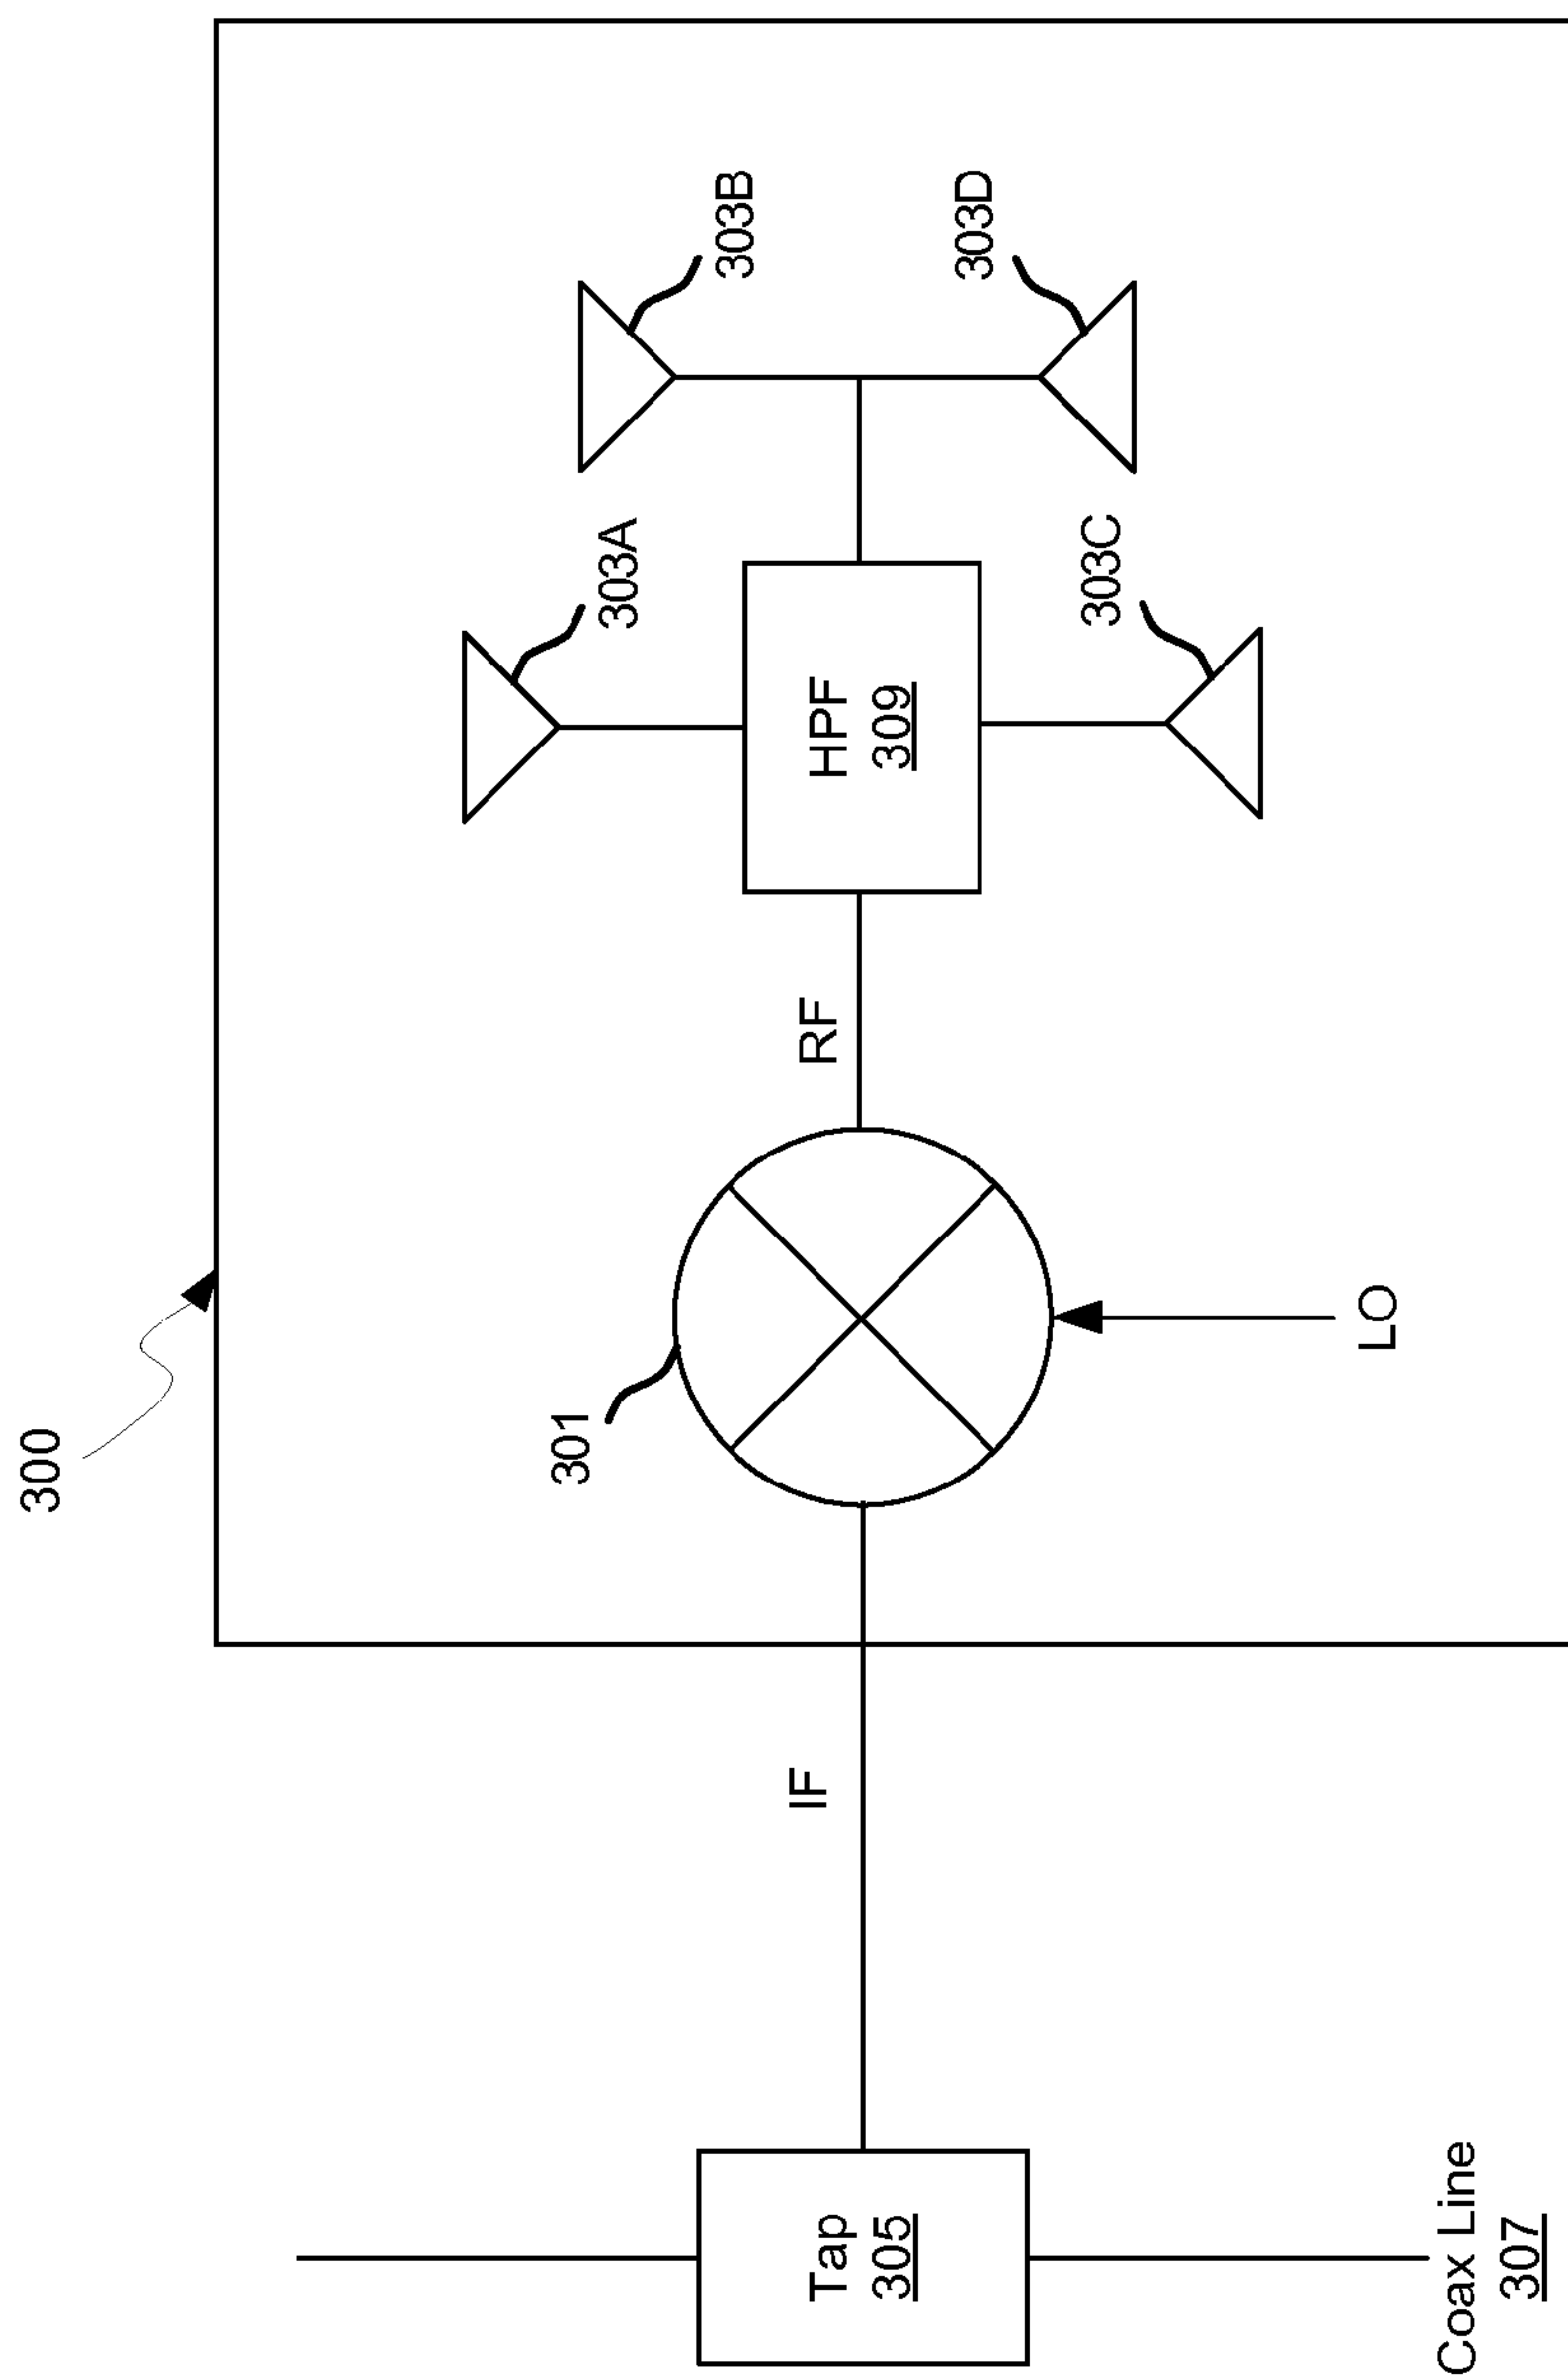 300
303A
303B
301
IF
RF
HPF
309
Tap
305
303C
303D
LO
Coax Line
307